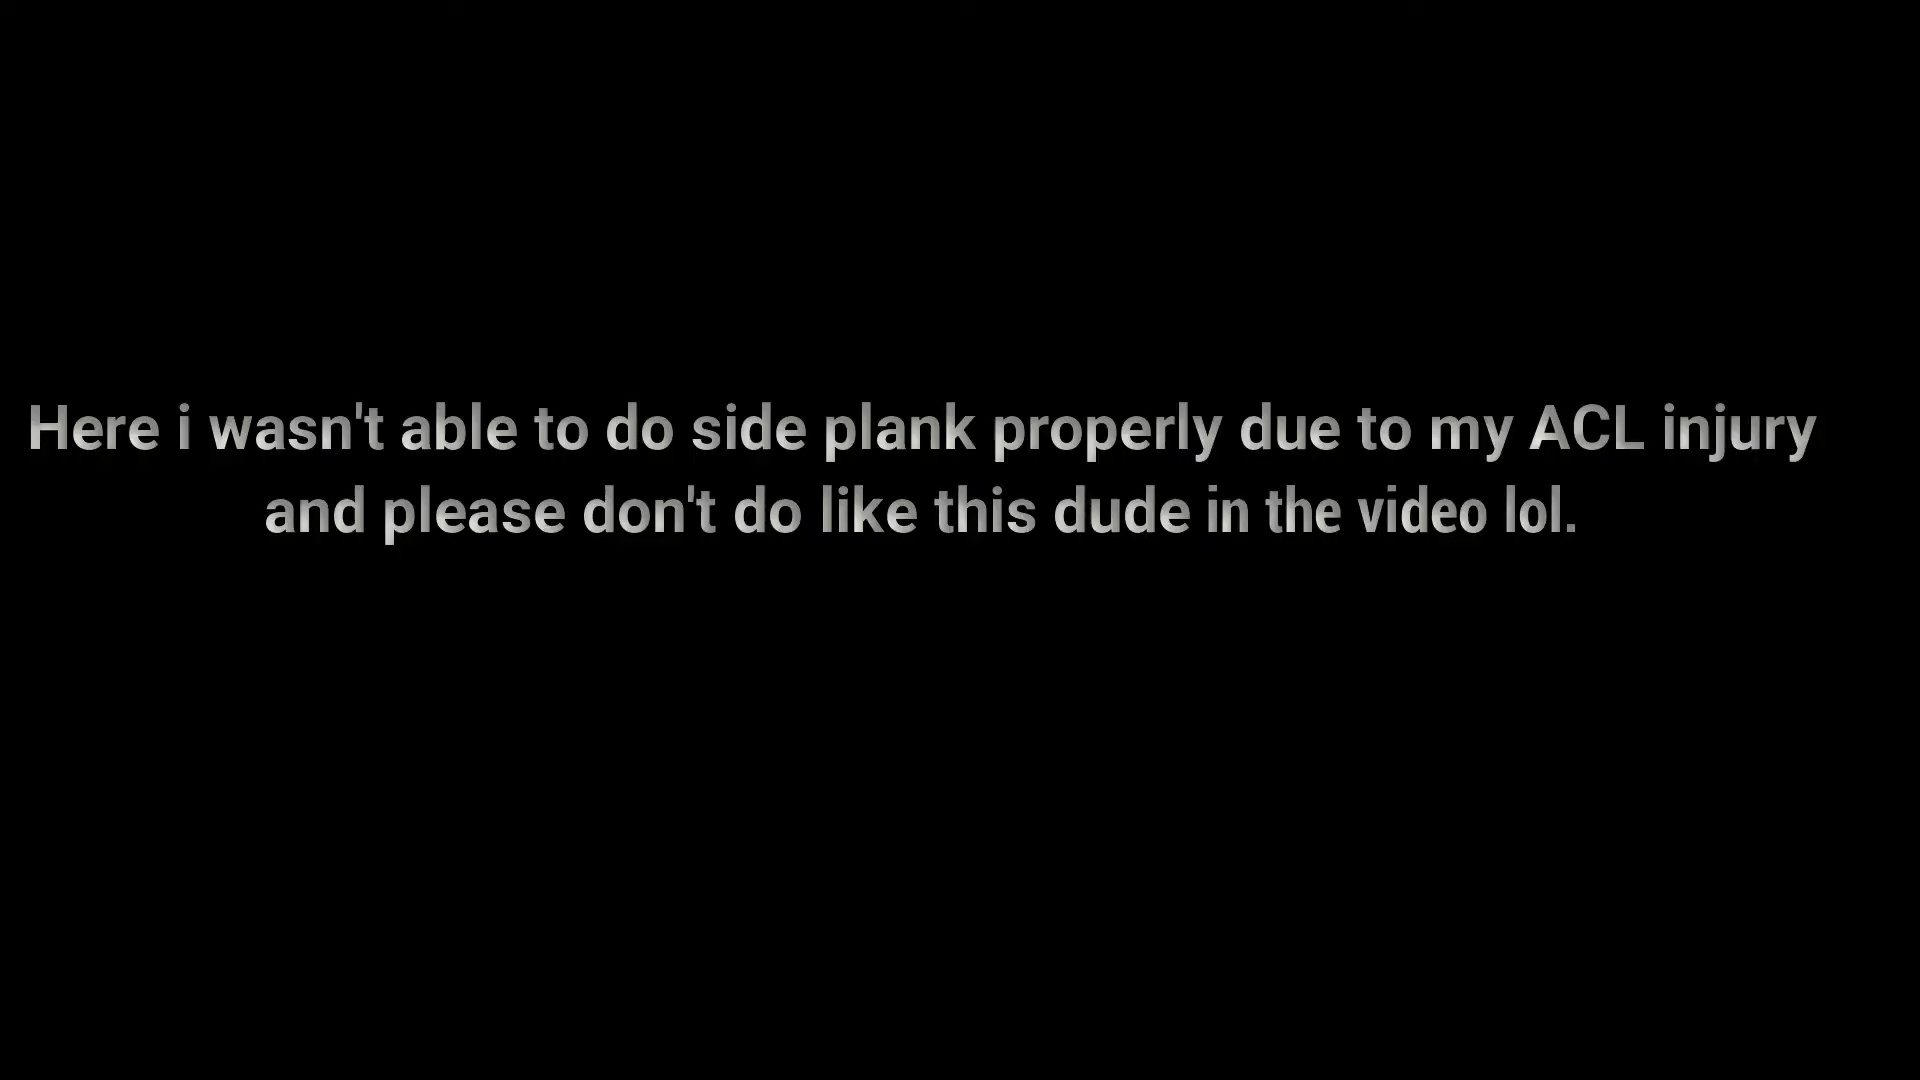 Here i wasn't able to do side plank properly due to my ACL injury
and please don't do like this dude in the video lol.